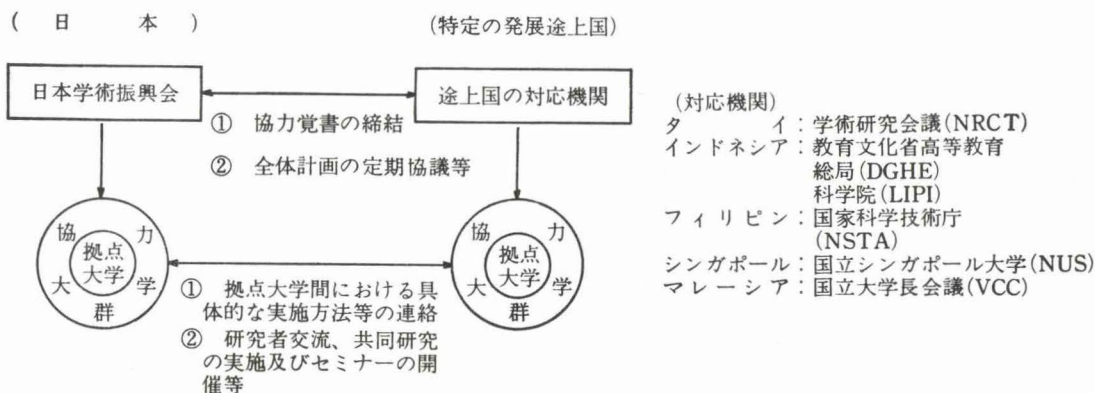 ( 日 本 )
(特定の発展途上国)
日本学術振興会
途上国の対応機関
① 協力覚書の締結
② 全体計画の定期協議等
協力大学群
拠点
大学
協力大学群
拠点
大学
① 拠点大学間における具
体的な実施方法等の連絡
② 研究者交流、共同研究
の実施及びセミナーの開
催等
(対応機関)
タイ:学術研究会議(NRCT)
インドネシア:教育文化省高等教育
総局(DGHE)
科学院(LIPI)
フィリピン:国家科学技術庁
(NSTA)
シンガポール:国立シンガポール大学(NUS)
マレーシア:国立大学長会議(VCC)